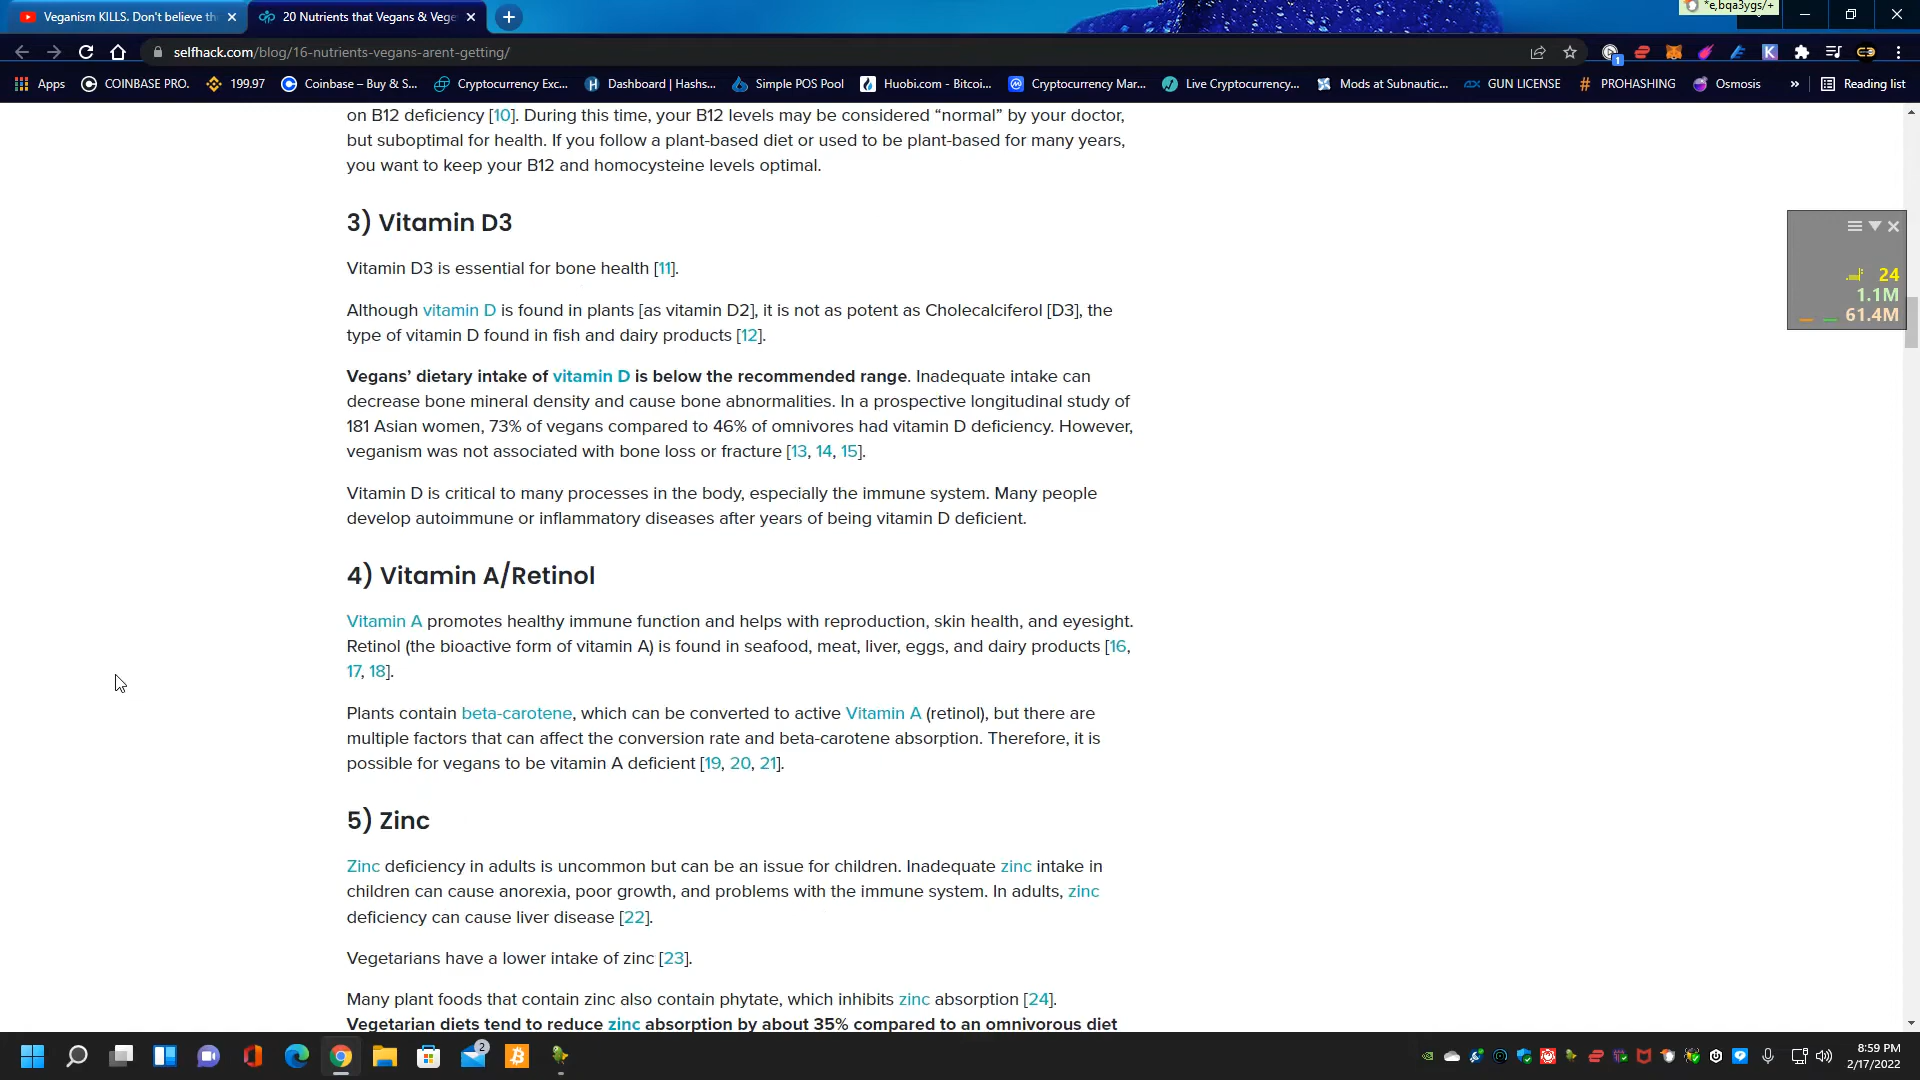 Veganism KILLS. Don't believe th
20 Nutrients that Vegans & Vege
*e,bqa3ygs/+
selfhack.com/blog/16-nutrients-vegans-arent-getting/
1
Apps
COINBASE PRO.
199.97
Coinbase – Buy & S...
Cryptocurrency Exc...
Dashboard | Hashs...
Simple POS Pool
Huobi.com - Bitcoi...
Cryptocurrency Mar...
Live Cryptocurrency...
Mods at Subnautic...
GUN LICENSE
PROHASHING
Osmosis
»
Reading list
on B12 deficiency [10]. During this time, your B12 levels may be considered “normal” by your doctor,
but suboptimal for health. If you follow a plant-based diet or used to be plant-based for many years,
you want to keep your B12 and homocysteine levels optimal.
3) Vitamin D3
Vitamin D3 is essential for bone health [11].
Although vitamin D is found in plants [as vitamin D2], it is not as potent as Cholecalciferol [D3], the
type of vitamin D found in fish and dairy products [12].
Vegans’ dietary intake of vitamin D is below the recommended range. Inadequate intake can
decrease bone mineral density and cause bone abnormalities. In a prospective longitudinal study of
181 Asian women, 73% of vegans compared to 46% of omnivores had vitamin D deficiency. However,
veganism was not associated with bone loss or fracture [13, 14, 15].
Vitamin D is critical to many processes in the body, especially the immune system. Many people
develop autoimmune or inflammatory diseases after years of being vitamin D deficient.
4) Vitamin A/Retinol
Vitamin A promotes healthy immune function and helps with reproduction, skin health, and eyesight.
Retinol (the bioactive form of vitamin A) is found in seafood, meat, liver, eggs, and dairy products [16,
17, 18].
Plants contain beta-carotene, which can be converted to active Vitamin A (retinol), but there are
multiple factors that can affect the conversion rate and beta-carotene absorption. Therefore, it is
possible for vegans to be vitamin A deficient [19, 20, 21].
5) Zinc
Zinc deficiency in adults is uncommon but can be an issue for children. Inadequate zinc intake in
children can cause anorexia, poor growth, and problems with the immune system. In adults, zinc
deficiency can cause liver disease [22].
Vegetarians have a lower intake of zinc [23].
Many plant foods that contain zinc also contain phytate, which inhibits zinc absorption [24].
Vegetarian diets tend to reduce zinc absorption by about 35% compared to an omnivorous diet
24
1.1M
61.4M
2
8:59 PM
2/17/2022